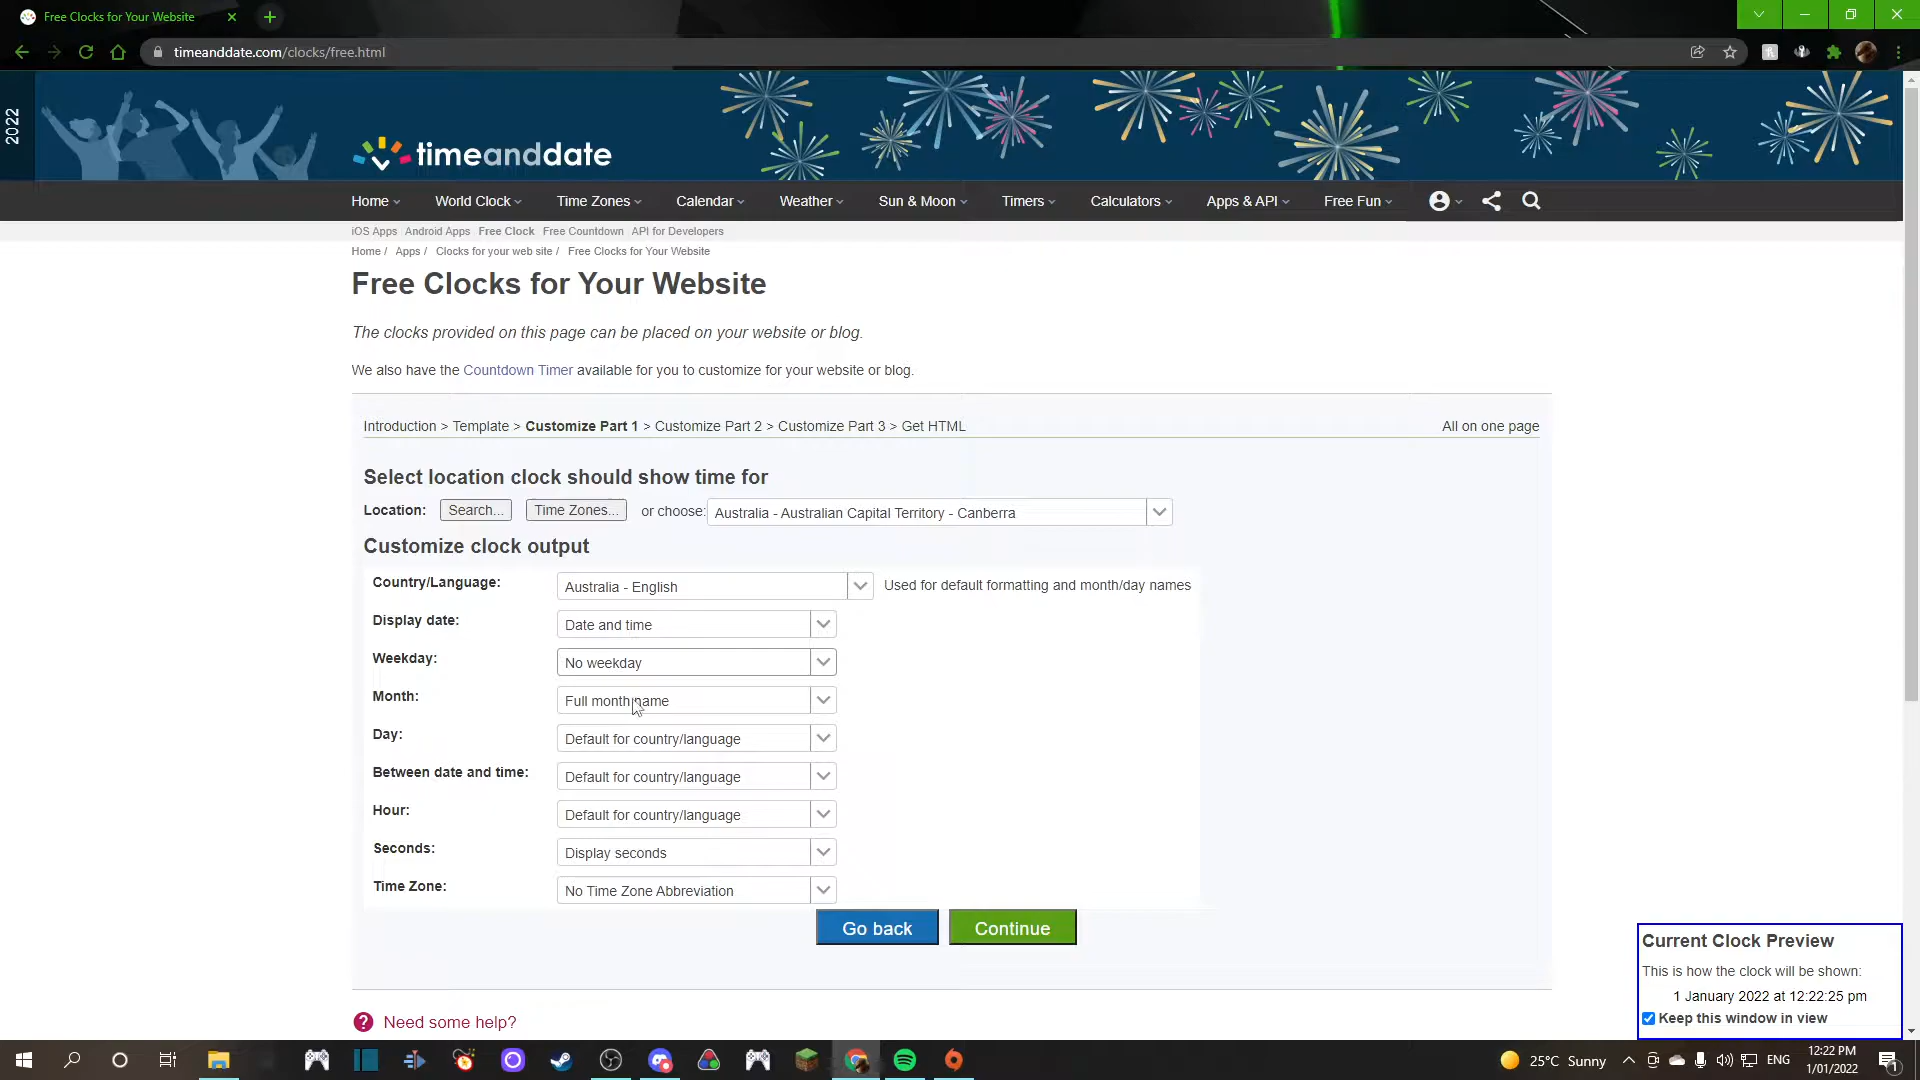 Free Clocks for Your Website
timeanddate.com/clocks/free.html
2022
timeanddate
Home World Clock Time Zones Calendar Weather Sun & Moon Timers Calculators Apps & API Free Fun
iOS Apps Android Apps Free Clock Free Countdown API for Developers
Home / Apps / Clocks for your web site / Free Clocks for Your Website
Free Clocks for Your Website
The clocks provided on this page can be placed on your website or blog.
We also have the Countdown Timer available for you to customize for your website or blog.
Introduction > Template > Customize Part 1 > Customize Part 2 > Customize Part 3 > Get HTML All on one page
Select location clock should show time for
Location: Search... Time Zones... or choose: Australia - Australian Capital Territory - Canberra
Customize clock output
Country/Language: Australia - English Used for default formatting and month/day names
Display date: Date and time
Weekday: No weekday
Month: Full month name
Day: Default for country/language
Between date and time: Default for country/language
Hour: Default for country/language
Seconds: Display seconds
Time Zone: No Time Zone Abbreviation
Go back Continue
Current Clock Preview
This is how the clock will be shown:
1 January 2022 at 12:22:25 pm
Keep this window in view
? Need some help?
25°C Sunny ENG 12:22 PM
1/01/2022
1